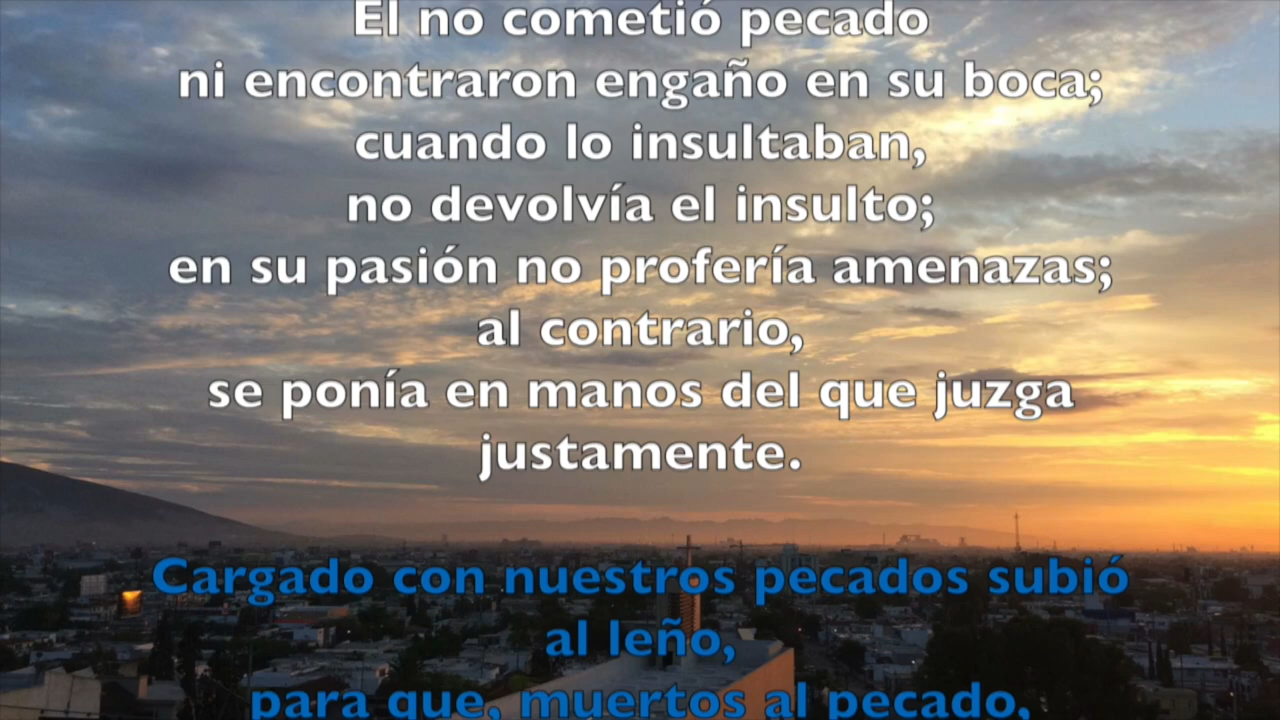 El no cometió pecado
ni encontraron engaño en su boca;
cuando lo insultaban,
no devolvía el insulto;
en su pasión no profería amenazas;
al contrario,
se ponía en manos del que juzga
justamente.
Cargado con nuestros pecados subió
al leño,
para que, muertos al pecado,